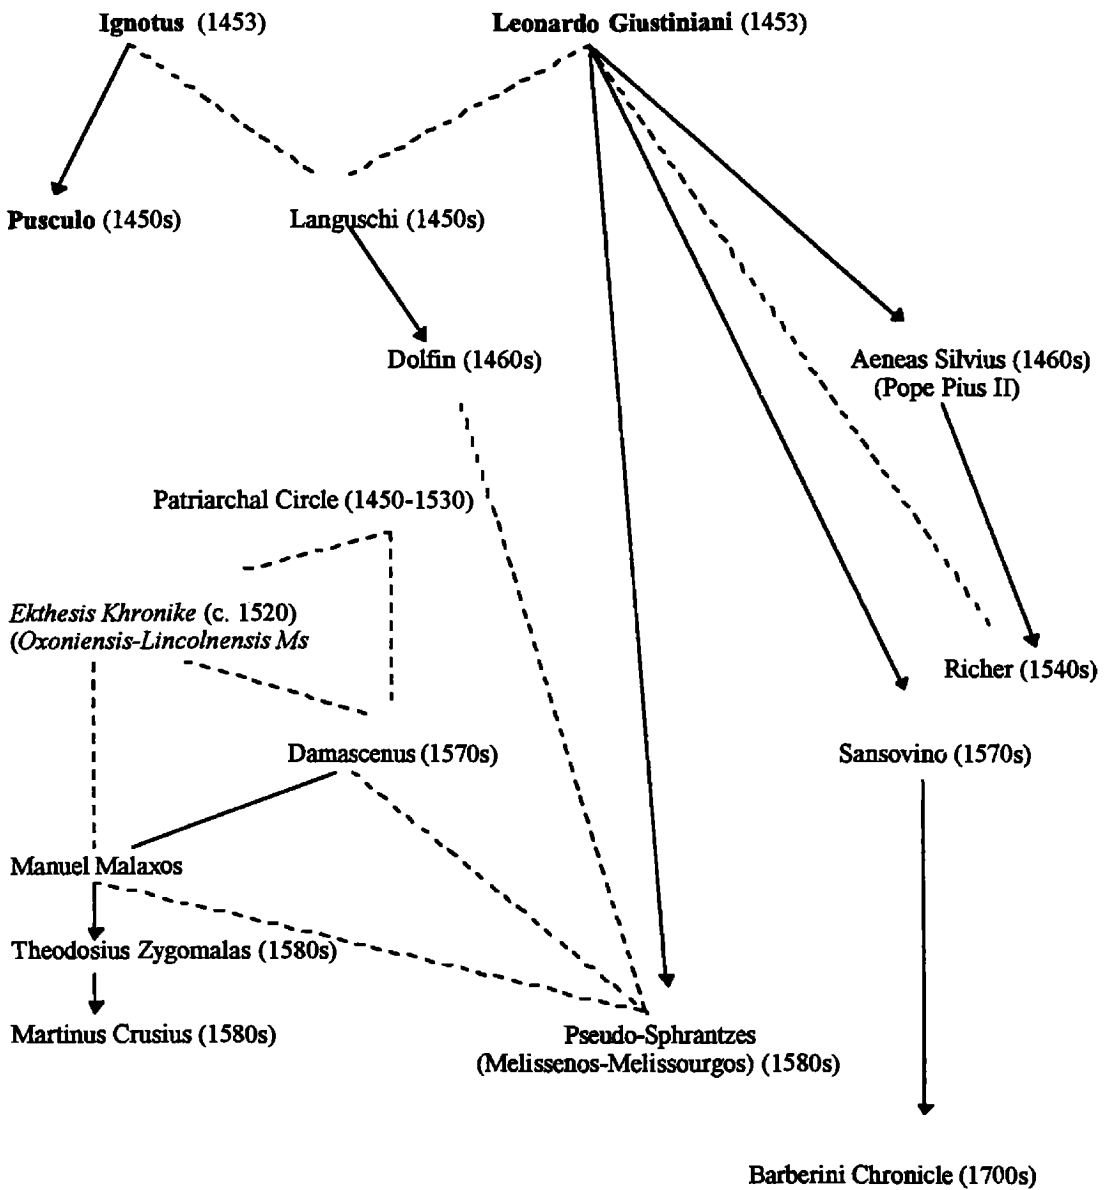 Ignotus (1453)
Leonardo Giustiniani (1453)
Pusculo (1450s)
Languschi (1450s)
Dolfin (1460s)
Aeneas Silvius (1460s)
(Pope Pius II)
Patriarchal Circle (1450-1530)
Ekthesis Khronike (c. 1520)
(Oxoniensis-Lincolnensis Ms
Richer (1540s)
Damascenus (1570s)
Sansovino (1570s)
Manuel Malaxos
Theodosius Zygomalas (1580s)
Martinus Crusius (1580s)
Pseudo-Sphrantzes
(Melissenos-Melissourgos) (1580s)
Barberini Chronicle (1700s)